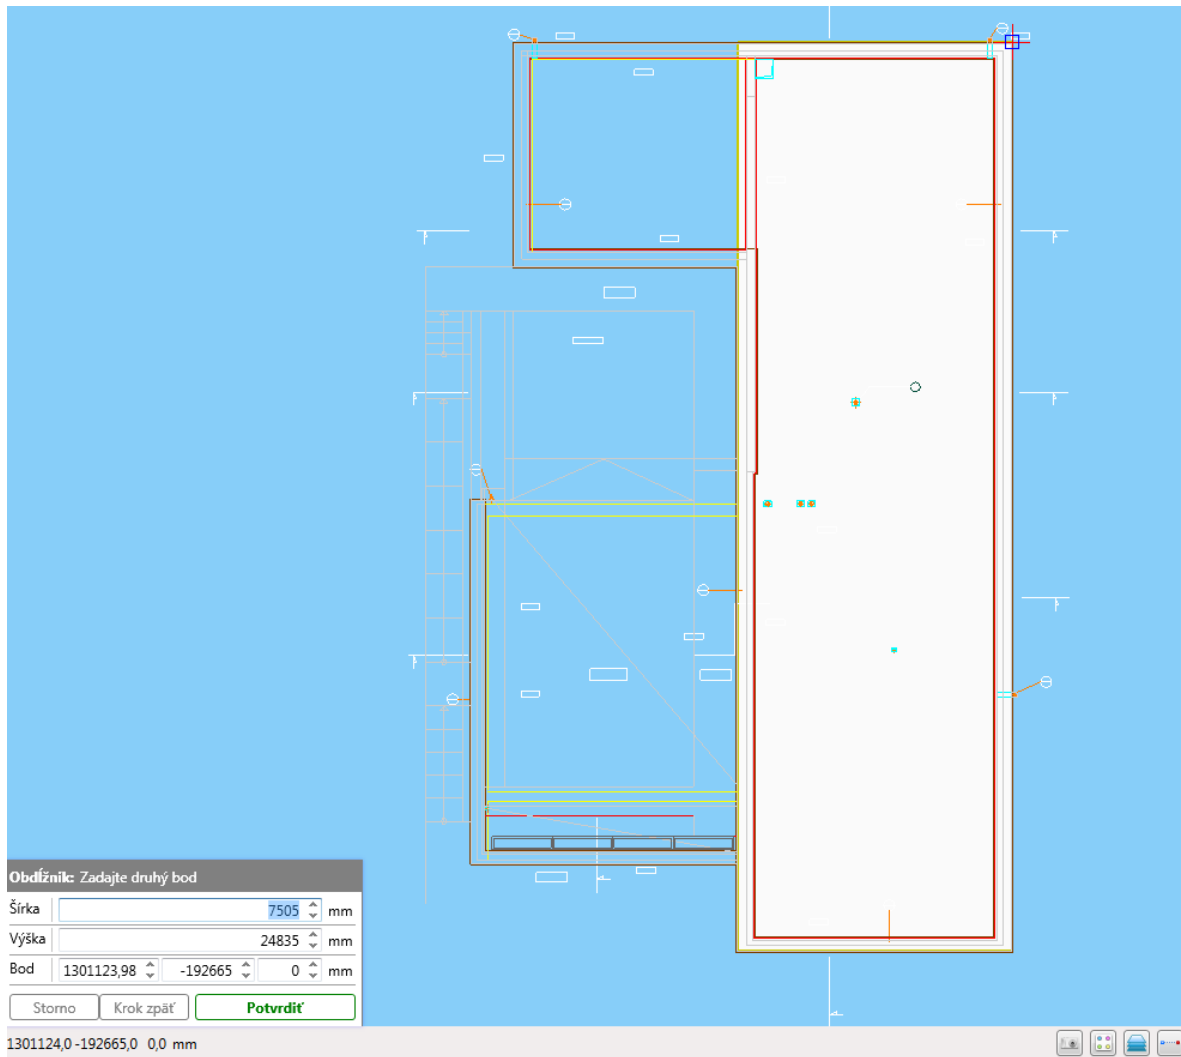 Obdĺžnik: Zadajte druhý bod
Šírka 7505 mm
Výška 24835 mm
Bod 1301123,98 -192665 0 mm
Storno Krok zpäť Potvrdiť
1301124,0 -192665,0 0,0 mm